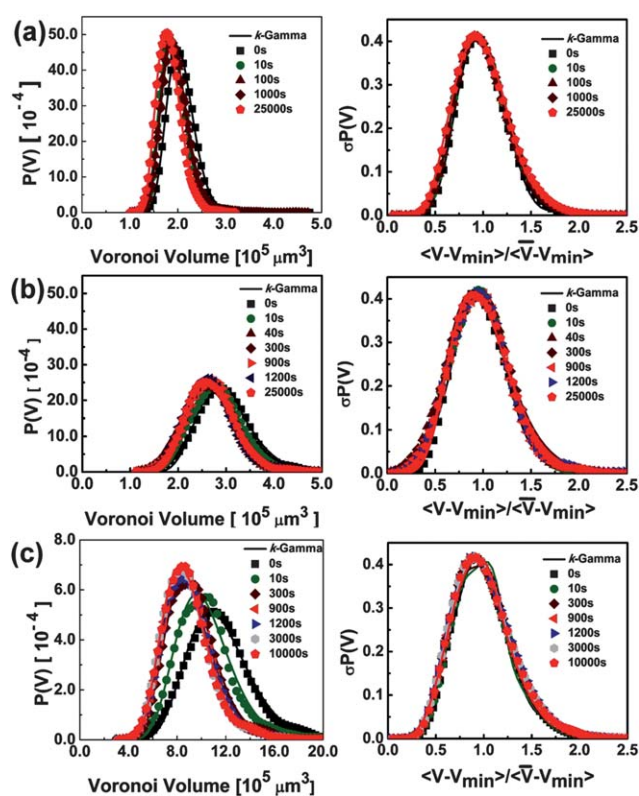 (a)
P(V) [ 10⁻⁴ ]
50.0
40.0
30.0
20.0
10.0
0.0
k-Gamma
0s
10s
100s
1000s
25000s
0.0 1.0 2.0 3.0 4.0 5.0
Voronoi Volume [10⁵ μm³]
σP(V)
0.4
0.3
0.2
0.1
0.0
k-Gamma
0s
10s
100s
1000s
25000s
0.0 0.5 1.0 1.5 2.0 2.5
<V-Vmin>/<V̅-Vmin>
(b)
P(V) [ 10⁻⁴ ]
50.0
40.0
30.0
20.0
10.0
0.0
k-Gamma
0s
10s
40s
300s
900s
1200s
25000s
0.0 1.0 2.0 3.0 4.0 5.0
Voronoi Volume [ 10⁵ μm³]
σP(V)
0.4
0.3
0.2
0.1
0.0
k-Gamma
0s
10s
40s
300s
900s
1200s
25000s
0.0 0.5 1.0 1.5 2.0 2.5
<V-Vmin>/<V̅-Vmin>
(c)
P(V) [ 10⁻⁴ ]
8.0
6.0
4.0
2.0
0.0
k-Gamma
0s
10s
300s
900s
1200s
3000s
10000s
0.0 4.0 8.0 12.0 16.0 20.0
Voronoi Volume [10⁵ μm³]
σP(V)
0.4
0.3
0.2
0.1
0.0
k-Gamma
0s
10s
300s
900s
1200s
3000s
10000s
0.0 0.5 1.0 1.5 2.0 2.5
<V-Vmin>/<V̅-Vmin>